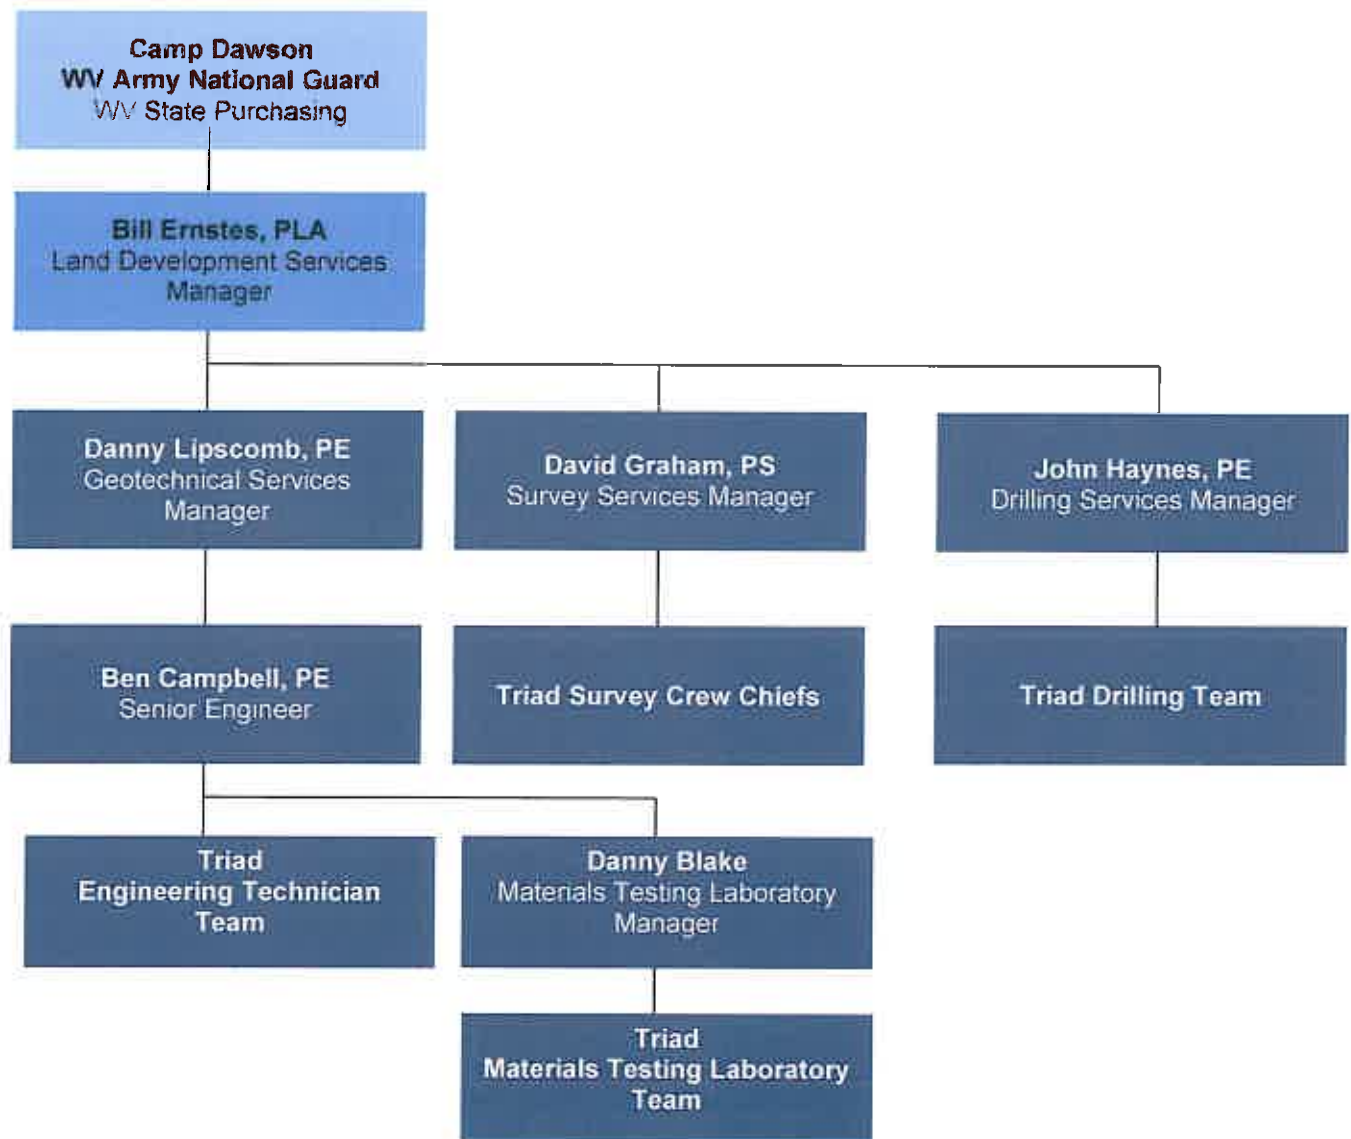 Camp Dawson
WV Army National Guard
WV State Purchasing
Bill Ernstes, PLA
Land Development Services
Manager
Danny Lipscomb, PE
Geotechnical Services
Manager
David Graham, PS
Survey Services Manager
John Haynes, PE
Drilling Services Manager
Ben Campbell, PE
Senior Engineer
Triad Survey Crew Chiefs
Triad Drilling Team
Triad
Engineering Technician
Team
Danny Blake
Materials Testing Laboratory
Manager
Triad
Materials Testing Laboratory
Team